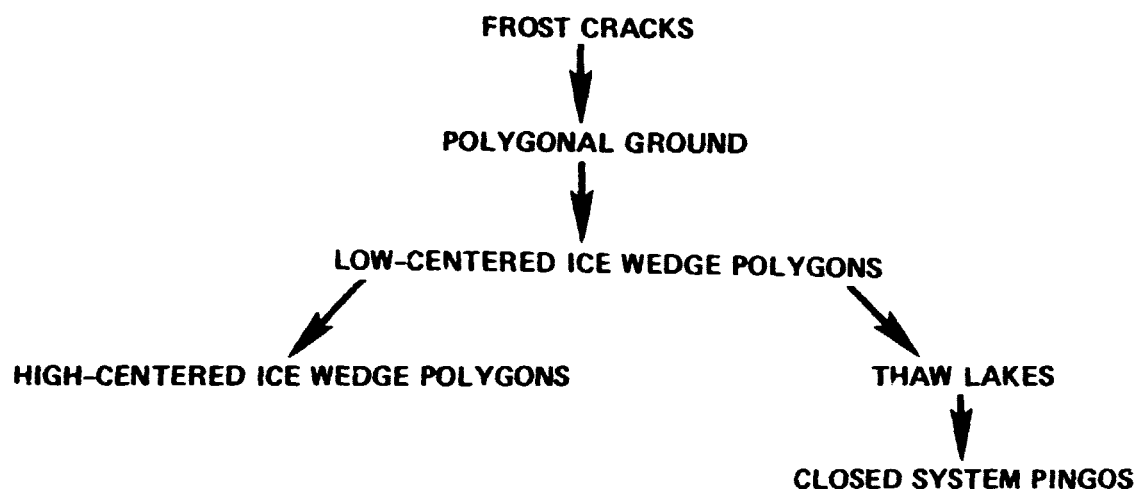 FROST CRACKS
POLYGONAL GROUND
LOW-CENTERED ICE WEDGE POLYGONS
HIGH-CENTERED ICE WEDGE POLYGONS
THAW LAKES
CLOSED SYSTEM PINGOS